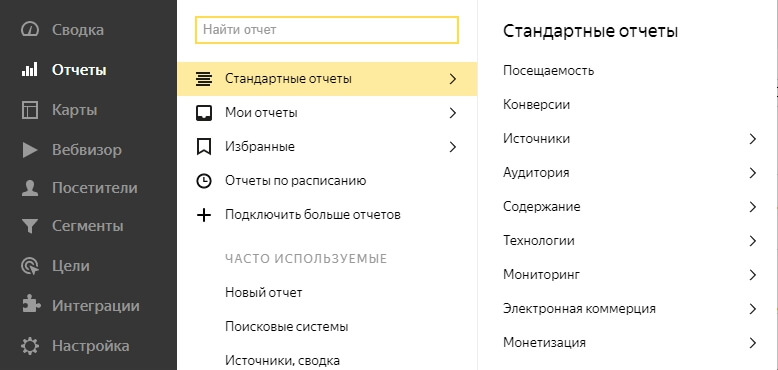 Сводка
Отчеты
Карты
Вебвизор
Посетители
Сегменты
Цели
Интеграции
Настройка
Найти отчет
Стандартные отчеты
Мои отчеты
Избранные
Отчеты по расписанию
Подключить больше отчетов
ЧАСТО ИСПОЛЬЗУЕМЫЕ
Новый отчет
Поисковые системы
Источники, сводка
Стандартные отчеты
Посещаемость
Конверсии
Источники
Аудитория
Содержание
Технологии
Мониторинг
Электронная коммерция
Монетизация